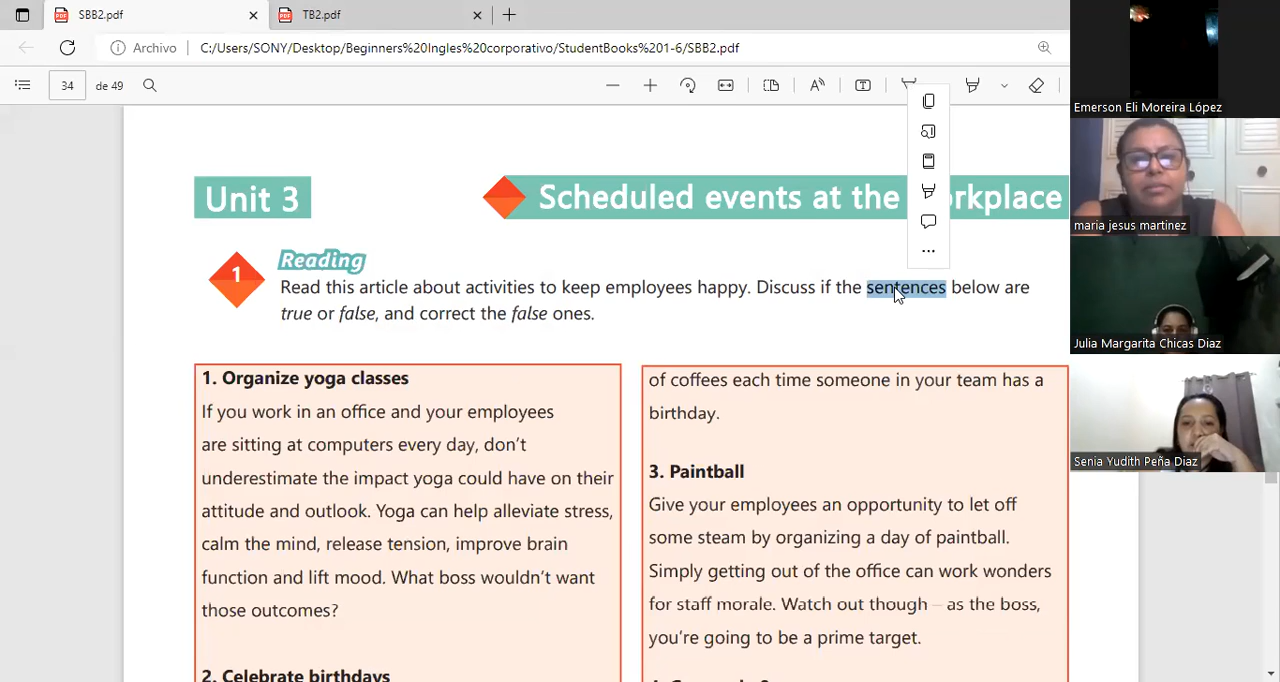 SBB2.pdf
TB2.pdf
Archivo
C:/Users/SONY/Desktop/Beginners%20Ingles%20corporativo/StudentBooks%201-6/SBB2.pdf
34
de 49
Unit 3
Scheduled events at the
rkplace
1
Reading
Read this article about activities to keep employees happy. Discuss if the sentences below are
true or false, and correct the false ones.
1. Organize yoga classes
If you work in an office and your employees
are sitting at computers every day, don't
underestimate the impact yoga could have on their
attitude and outlook. Yoga can help alleviate stress,
calm the mind, release tension, improve brain
function and lift mood. What boss wouldn't want
those outcomes?
2. Celebrate birthdays
of coffees each time someone in your team has a
birthday.
3. Paintball
Give your employees an opportunity to let off
some steam by organizing a day of paintball.
Simply getting out of the office can work wonders
for staff morale. Watch out though – as the boss,
you're going to be a prime target.
Emerson Eli Moreira López
maria jesus martinez
Julia Margarita Chicas Diaz
Senia Yudith Peña Diaz